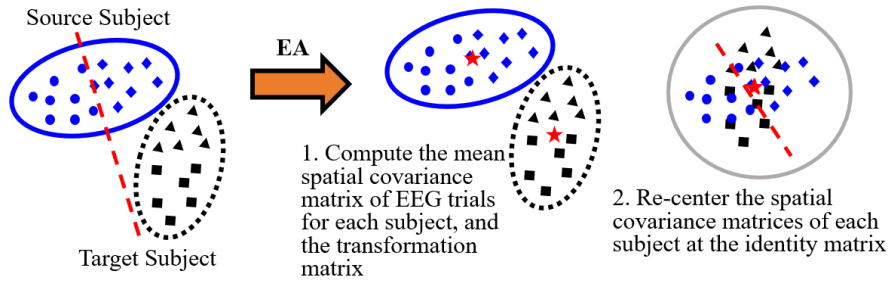 Source Subject
Target Subject
EA
1. Compute the mean
spatial covariance
matrix of EEG trials
for each subject, and
the transformation
matrix
2. Re-center the spatial
covariance matrices of each
subject at the identity matrix